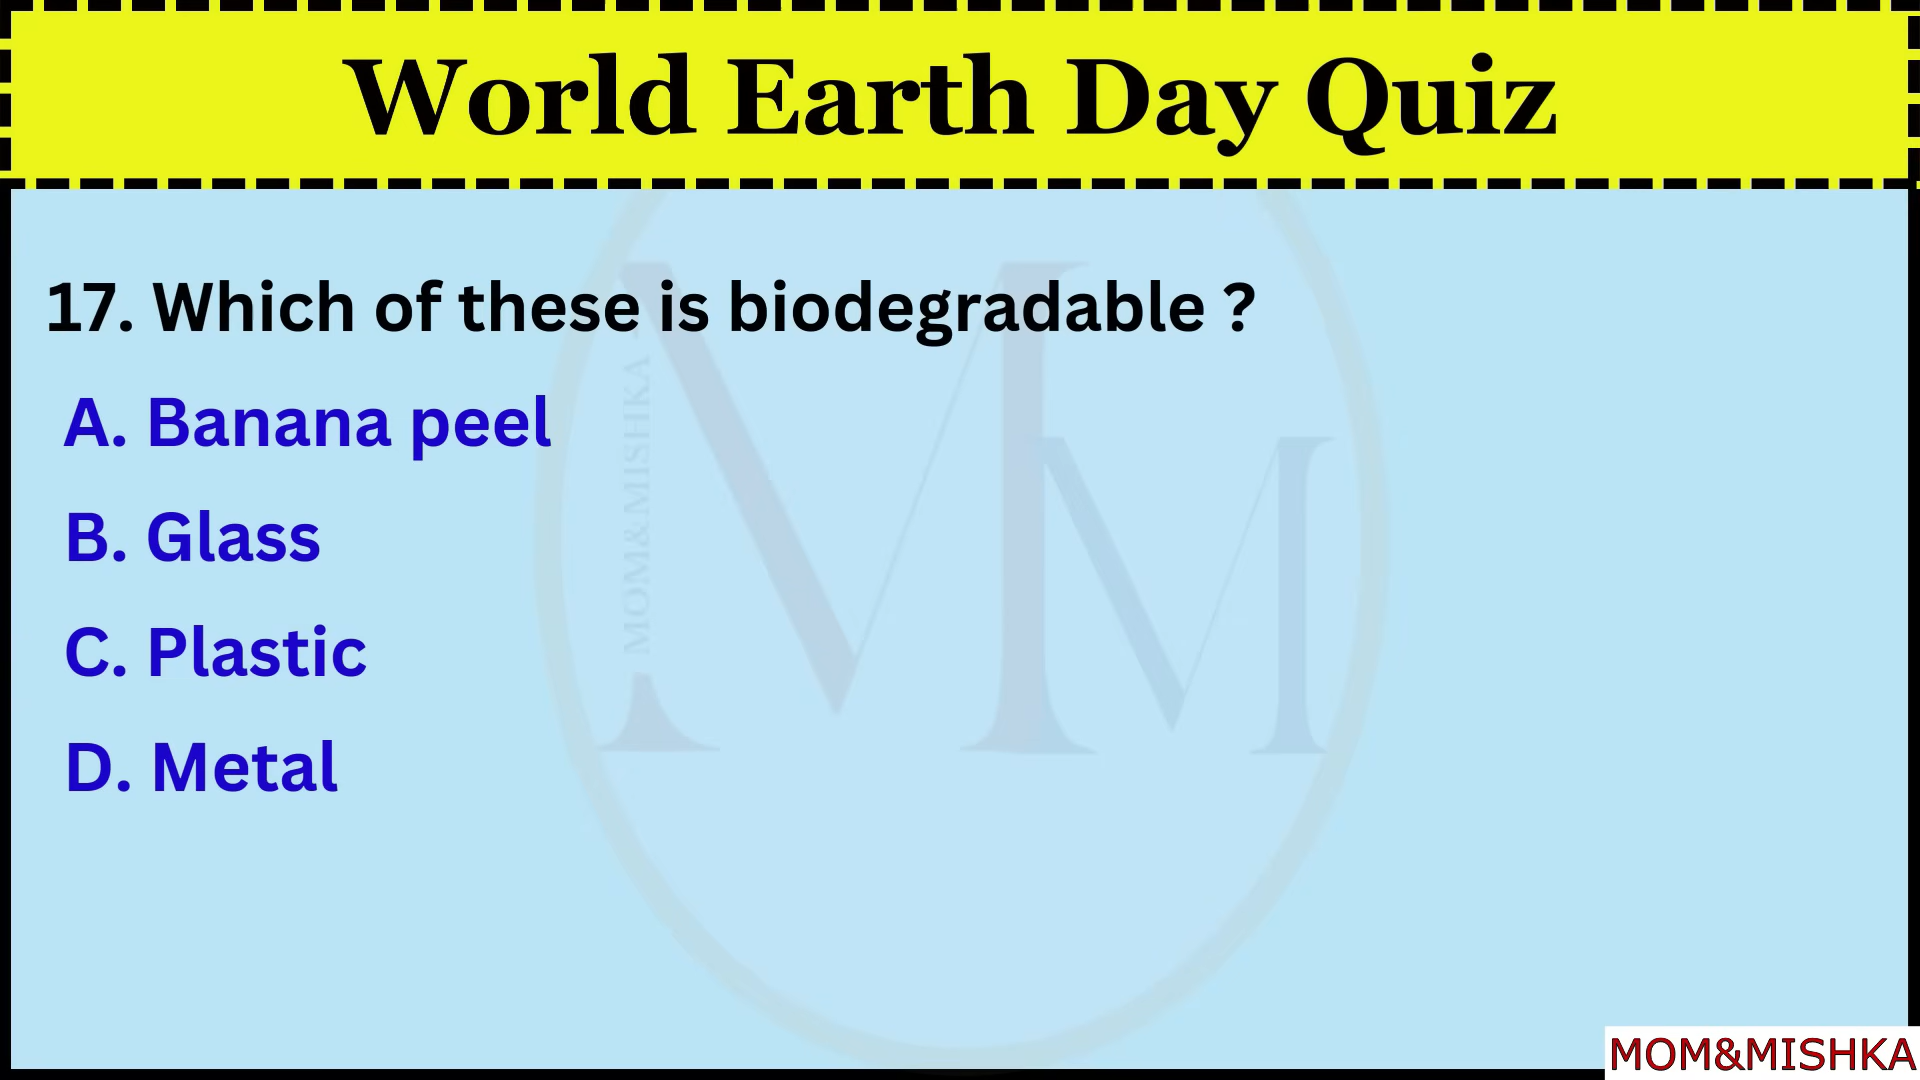 World Earth Day Quiz
17. Which of these is biodegradable ?
A. Banana peel
B. Glass
C. Plastic
D. Metal
MOM&MISHKA
MM
MOM&MISHKA